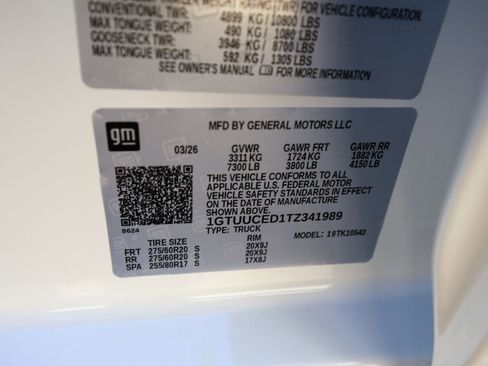 CONVENTIONAL TWR: 4899 KG / 10800 LBS
MAX TONGUE WEIGHT: 490 KG / 1080 LBS
GOOSENECK TWR: 3946 KG / 8700 LBS
MAX TONGUE WEIGHT: 592 KG / 1305 LBS
SEE OWNER'S MANUAL FOR MORE INFORMATION
gm
MFD BY GENERAL MOTORS LLC
03/26 GVWR GAWR FRT GAWR RR
3311 KG 1724 KG 1882 KG
7300 LB 3800 LB 4150 LB
THIS VEHICLE CONFORMS TO ALL
APPLICABLE U.S. FEDERAL MOTOR
VEHICLE SAFETY STANDARDS IN EFFECT
ON THE DATE OF MANUFACTURE
SHOWN ABOVE.
1GTUUCED1TZ341989
8624
TYPE: TRUCK MODEL: 19TK10543
TIRE SIZE RIM
FRT 275/60R20 S 20X9J
RR 275/60R20 S 20X9J
SPA 255/80R17 S 17X8J